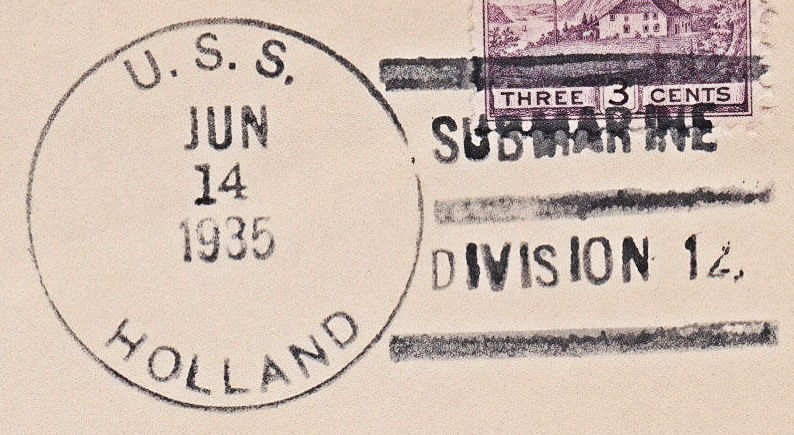 U.S.S.
JUN
14
1935
HOLLAND
THREE 3 CENTS
SUBMARINE
DIVISION 12.